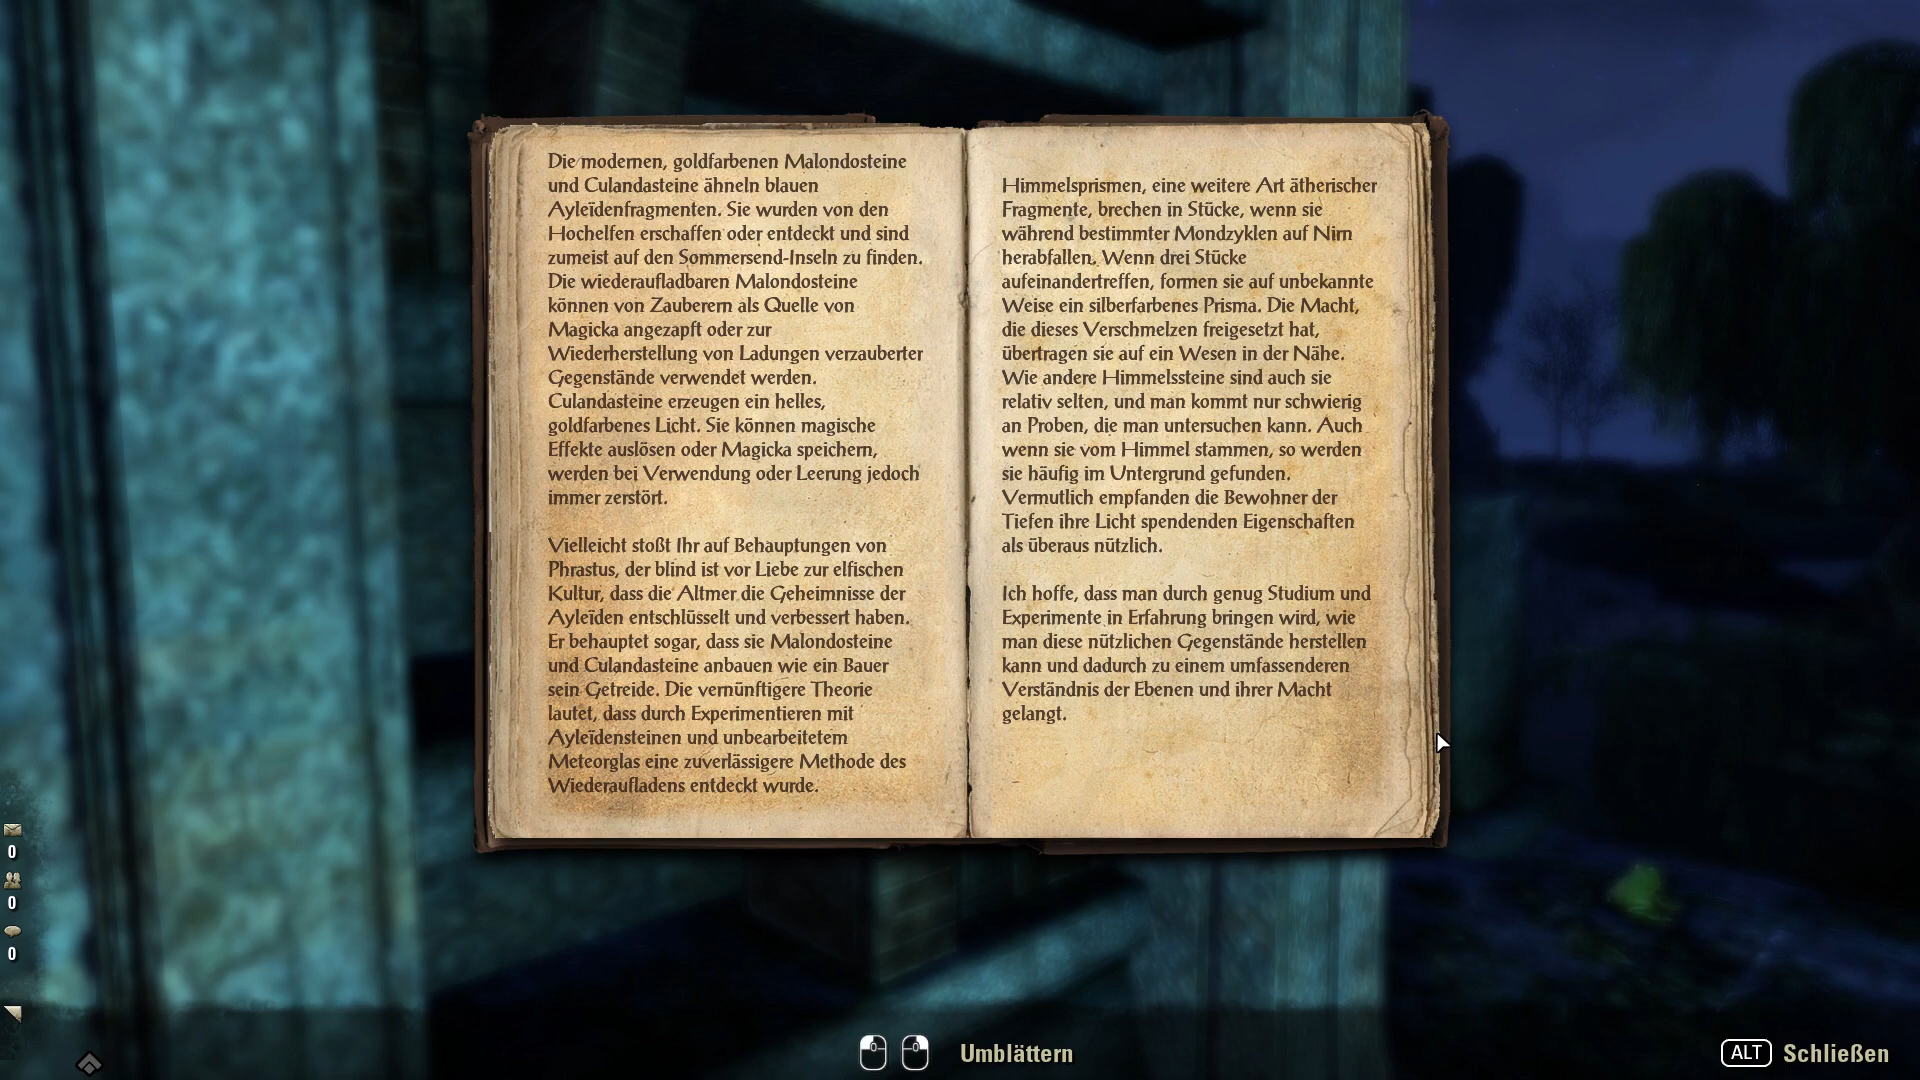 Die modernen, goldfarbenen Malondosteine
und Culandasteine ähneln blauen
Ayleïdenfragmenten. Sie wurden von den
Hochelfen erschaffen oder entdeckt und sind
zumeist auf den Sommersend-Inseln zu finden.
Die wiederaufladbaren Malondosteine
können von Zauberern als Quelle von
Magicka angezapft oder zur
Wiederherstellung von Ladungen verzauberter
Gegenstände verwendet werden.
Culandasteine erzeugen ein helles,
goldfarbenes Licht. Sie können magische
Effekte auslösen oder Magicka speichern,
werden bei Verwendung oder Leerung jedoch
immer zerstört.
Vielleicht stoßt Ihr auf Behauptungen von
Phrastus, der blind ist vor Liebe zur elfischen
Kultur, dass die Altmer die Geheimnisse der
Ayleïden entschlüsselt und verbessert haben.
Er behauptet sogar, dass sie Malondosteine
und Culandasteine anbauen wie ein Bauer
sein Getreide. Die vernünftigere Theorie
lautet, dass durch Experimentieren mit
Ayleïdensteinen und unbearbeitetem
Meteorglas eine zuverlässigere Methode des
Wiederaufladens entdeckt wurde.
Himmelsprismen, eine weitere Art ätherischer
Fragmente, brechen in Stücke, wenn sie
während bestimmter Mondzyklen auf Nirn
herabfallen. Wenn drei Stücke
aufeinandertreffen, formen sie auf unbekannte
Weise ein silberfarbenes Prisma. Die Macht,
die dieses Verschmelzen freigesetzt hat,
übertragen sie auf ein Wesen in der Nähe.
Wie andere Himmelssteine sind auch sie
relativ selten, und man kommt nur schwierig
an Proben, die man untersuchen kann. Auch
wenn sie vom Himmel stammen, so werden
sie häufig im Untergrund gefunden.
Vermutlich empfanden die Bewohner der
Tiefen ihre Licht spendenden Eigenschaften
als überaus nützlich.
Ich hoffe, dass man durch genug Studium und
Experimente in Erfahrung bringen wird, wie
man diese nützlichen Gegenstände herstellen
kann und dadurch zu einem umfassenderen
Verständnis der Ebenen und ihrer Macht
gelangt.
0
0
0
Umblättern
ALT Schließen